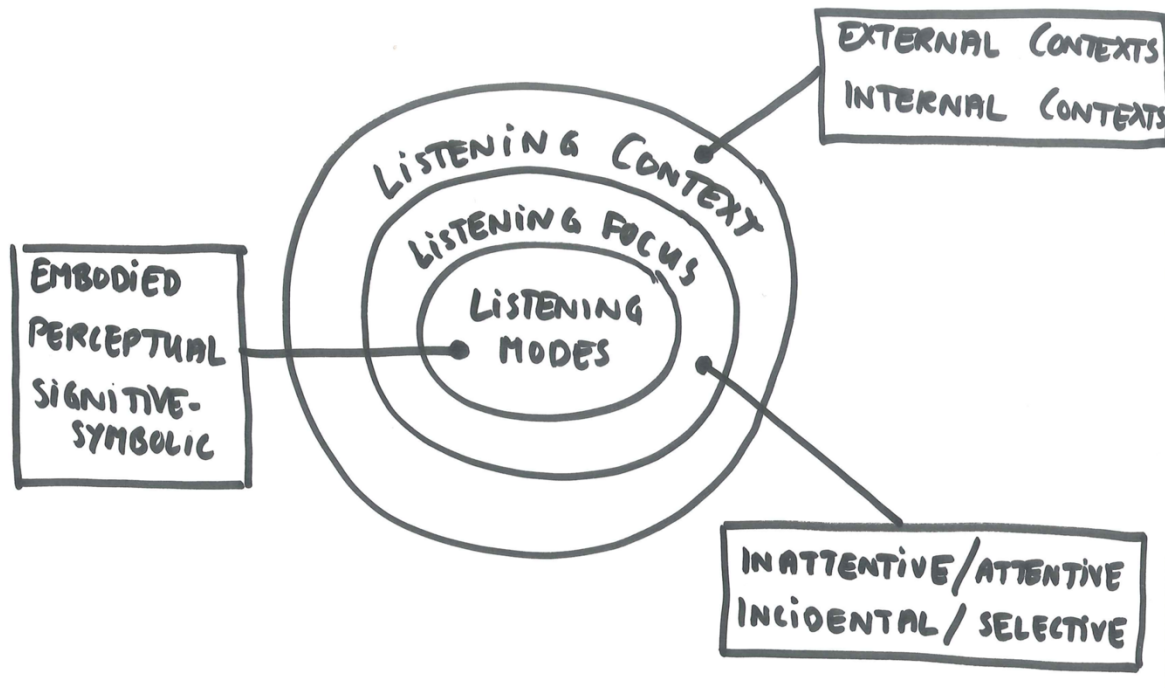 EXTERNAL CONTEXTS
INTERNAL CONTEXTS
LISTENING CONTEXT
LISTENING FOCUS
LISTENING
MODES
EMBODIED
PERCEPTUAL
SIGNITIVE-
SYMBOLIC
INATTENTIVE/ATTENTIVE
INCIDENTAL/SELECTIVE